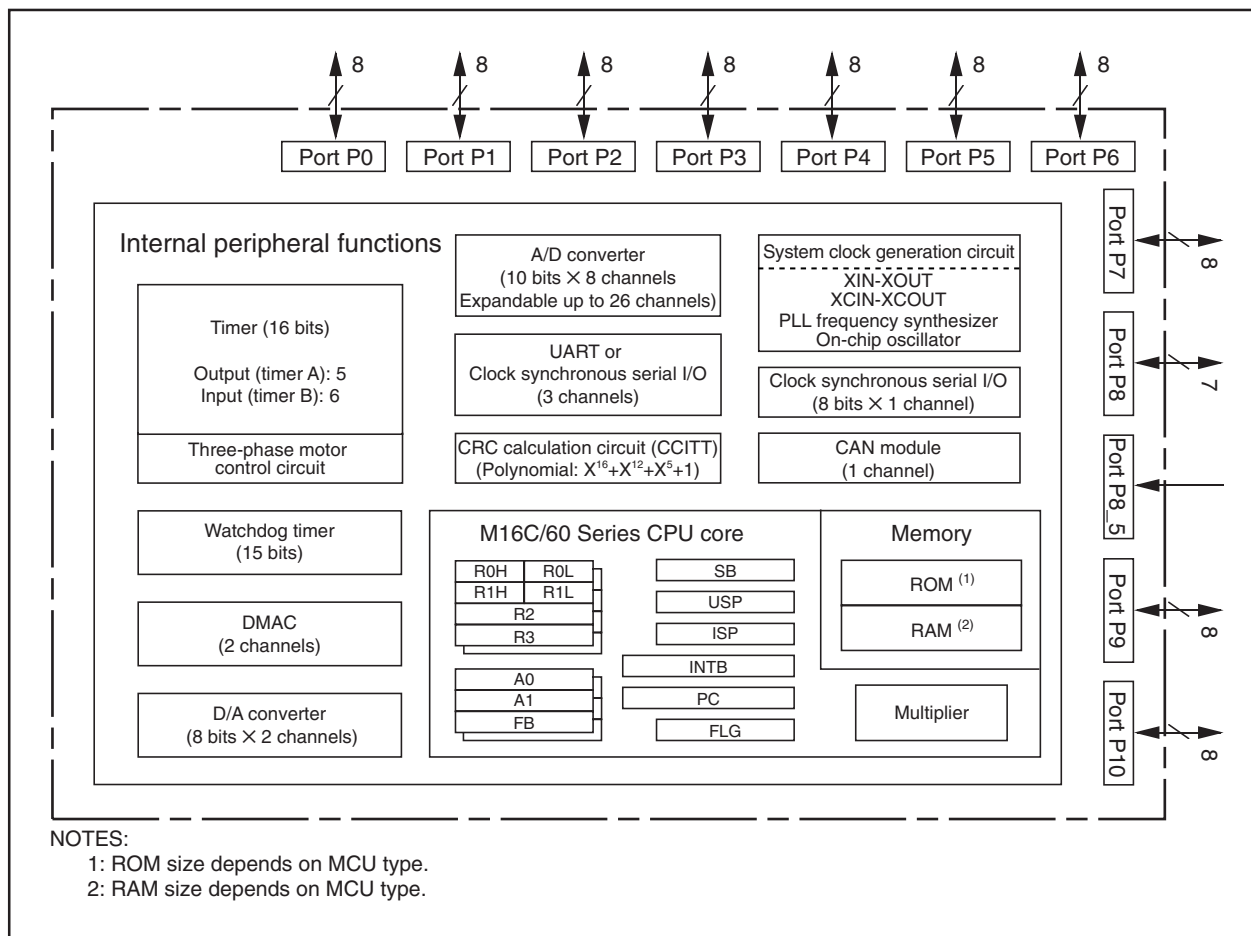 8 8 8 8 8 8 8
Port P0 Port P1 Port P2 Port P3 Port P4 Port P5 Port P6
Internal peripheral functions
Timer (16 bits)
Output (timer A): 5
Input (timer B): 6
Three-phase motor
control circuit
Watchdog timer
(15 bits)
DMAC
(2 channels)
D/A converter
(8 bits × 2 channels)
A/D converter
(10 bits × 8 channels
Expandable up to 26 channels)
UART or
Clock synchronous serial I/O
(3 channels)
CRC calculation circuit (CCITT)
(Polynomial: X¹⁶+X¹²+X⁵+1)
System clock generation circuit
XIN-XOUT
XCIN-XCOUT
PLL frequency synthesizer
On-chip oscillator
Clock synchronous serial I/O
(8 bits × 1 channel)
CAN module
(1 channel)
M16C/60 Series CPU core
R0H R0L
R1H R1L
R2
R3
A0
A1
FB
SB
USP
ISP
INTB
PC
FLG
Memory
ROM (1)
RAM (2)
Multiplier
Port P7
8
Port P8
7
Port P8_5
Port P9
8
Port P10
8
NOTES:
1: ROM size depends on MCU type.
2: RAM size depends on MCU type.